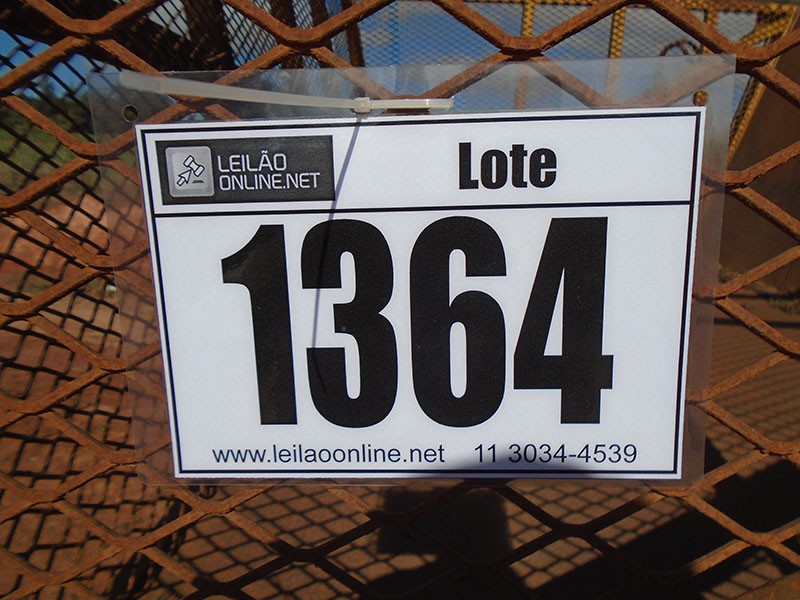 LEILÃO
ONLINE.NET
Lote
1364
www.leilaoonline.net 11 3034-4539